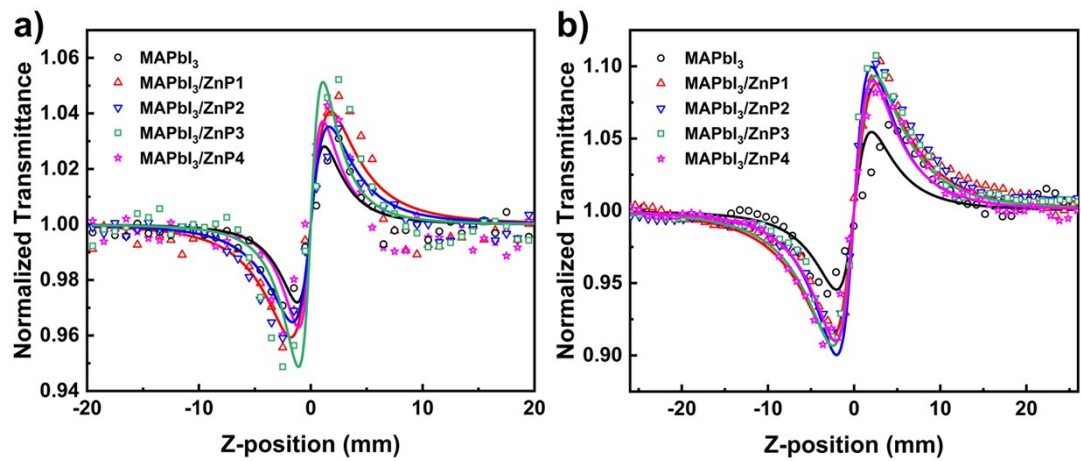 a)
1.06
1.04
1.02
1.00
0.98
0.96
0.94
Normalized Transmittance
MAPbI₃
MAPbI₃/ZnP1
MAPbI₃/ZnP2
MAPbI₃/ZnP3
MAPbI₃/ZnP4
-20 -10 0 10 20
Z-position (mm)
b)
1.10
1.05
1.00
0.95
0.90
Normalized Transmittance
MAPbI₃
MAPbI₃/ZnP1
MAPbI₃/ZnP2
MAPbI₃/ZnP3
MAPbI₃/ZnP4
-20 -10 0 10 20
Z-position (mm)